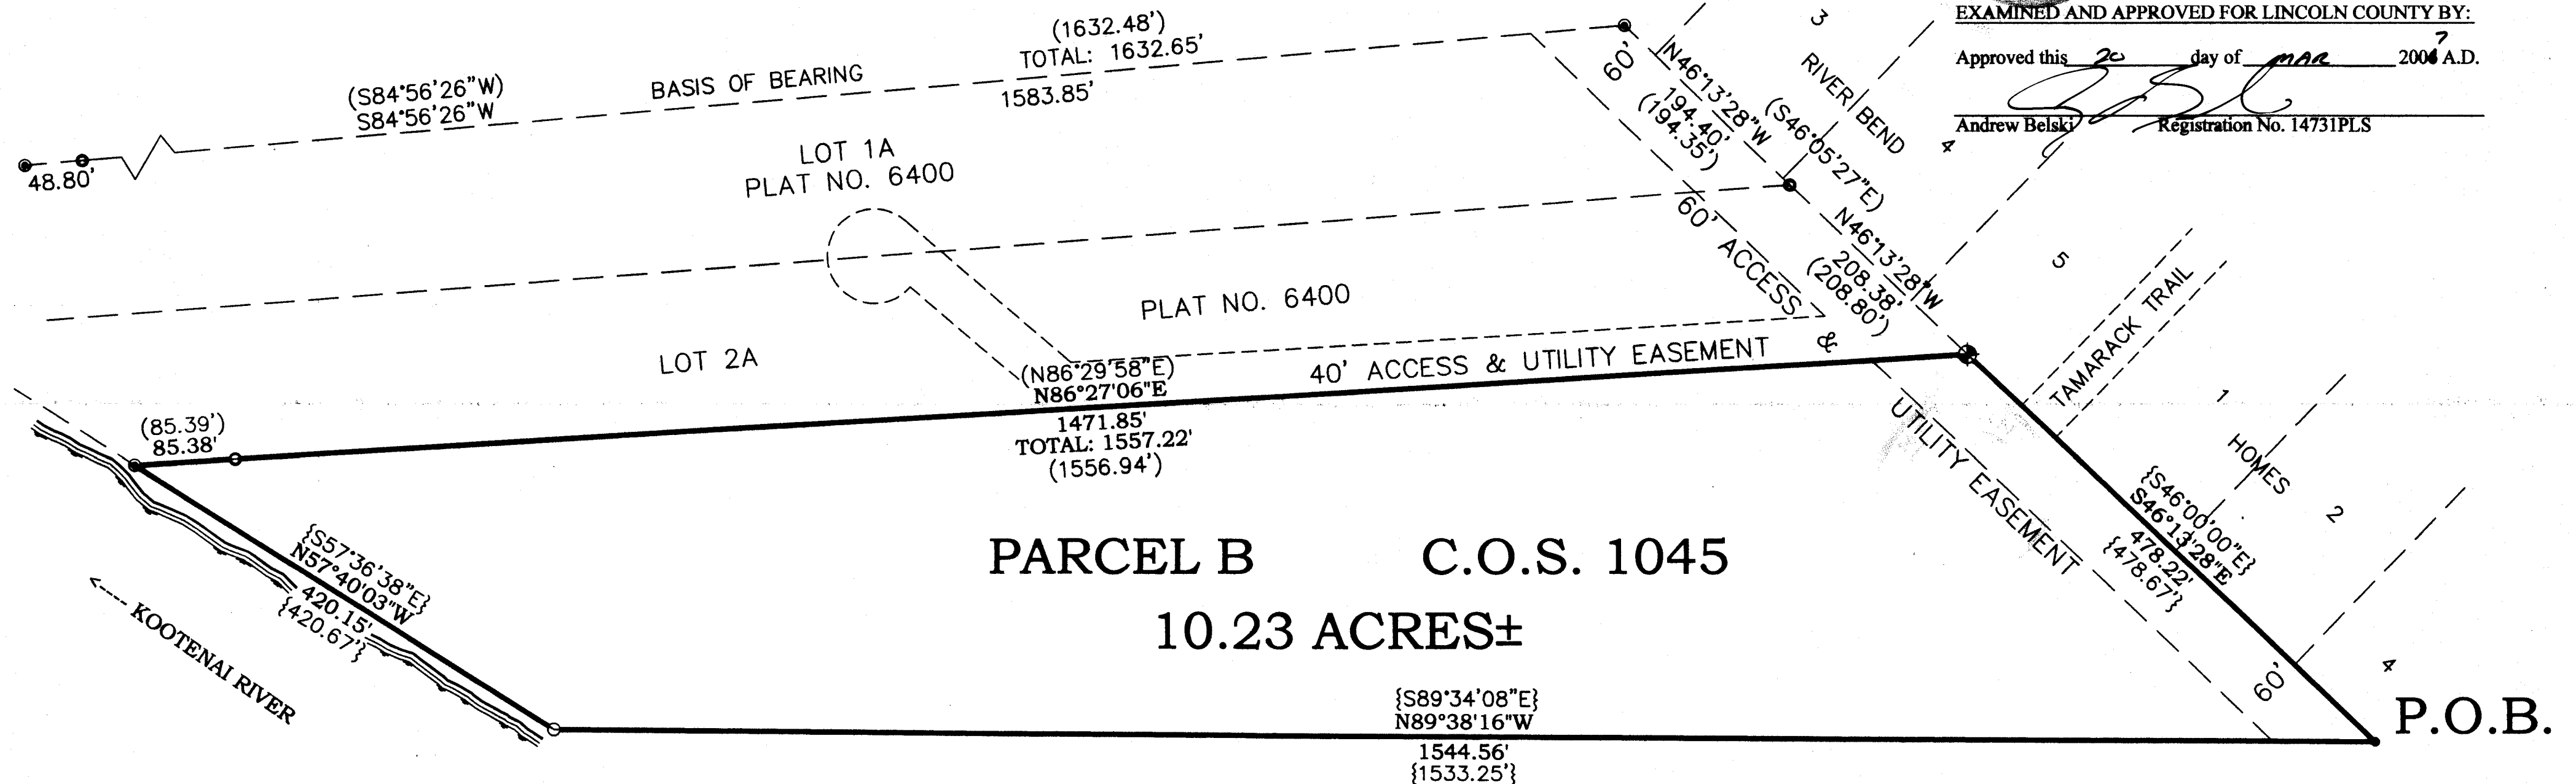 EXAMINED AND APPROVED FOR LINCOLN COUNTY BY:
Approved this 20 day of MAR 2007 A.D.
Andrew Belski Registration No. 14731PLS
(1632.48')
TOTAL: 1632.65'
BASIS OF BEARING
1583.85'
(S84°56'26"W)
S84°56'26"W
48.80'
LOT 1A
PLAT NO. 6400
60'
N46°13'28"W
194.40'
(194.35')
(S46°05'27"E)
3
RIVER BEND
4
N46°13'28"W
208.38'
(208.80')
5
60' ACCESS &
UTILITY EASEMENT
60'
TAMARACK TRAIL
1
HOMES
2
4
PLAT NO. 6400
LOT 2A
40' ACCESS & UTILITY EASEMENT
(N86°29'58"E)
N86°27'06"E
1471.85'
TOTAL: 1557.22'
(1556.94')
(85.39')
85.38'
{S57°36'38"E}
N57°40'03"W
420.15'
{420.67'}
<---- KOOTENAI RIVER
{S46°00'00"E}
S46°13'28"E
478.22'
{478.67'}
PARCEL B C.O.S. 1045
10.23 ACRES±
{S89°34'08"E}
N89°38'16"W
1544.56'
{1533.25'}
P.O.B.